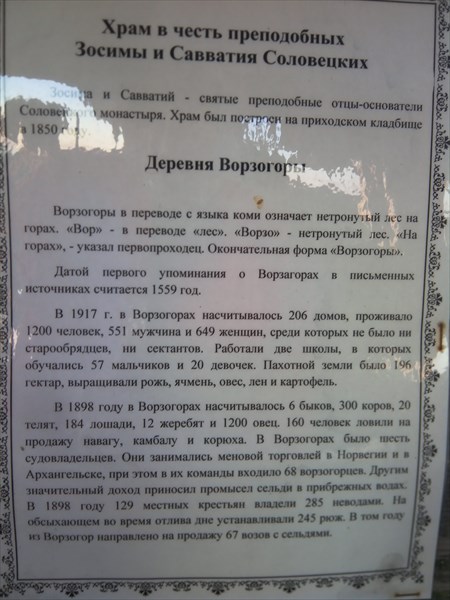 Храм в честь преподобных
Зосимы и Савватия Соловецких
Зосима и Савватий - святые преподобные отцы-основатели
Соловецкого монастыря. Храм был построен на приходском кладбище
в 1850 году.
Деревня Ворзогоры
Ворзогоры в переводе с языка коми означает нетронутый лес на
горах. «Вор» - в переводе «лес». «Ворзо» - нетронутый лес. «На
горах», - указал первопроходец. Окончательная форма «Ворзогоры».
Датой первого упоминания о Ворзагорах в письменных
источниках считается 1559 год.
В 1917 г. в Ворзогорах насчитывалось 206 домов, проживало
1200 человек, 551 мужчина и 649 женщин, среди которых не было ни
старообрядцев, ни сектантов. Работали две школы, в которых
обучались 57 мальчиков и 20 девочек. Пахотной земли было 196
гектар, выращивали рожь, ячмень, овес, лен и картофель.
В 1898 году в Ворзогорах насчитывалось 6 быков, 300 коров, 20
телят, 184 лошади, 12 жеребят и 1200 овец. 160 человек ловили на
продажу навагу, камбалу и корюха. В Ворзогорах было шесть
судовладельцев. Они занимались меновой торговлей в Норвегии и в
Архангельске, при этом в их команды входило 68 ворзогорцев. Другим
значительный доход приносил промысел сельди в прибрежных водах.
В 1898 году 129 местных крестьян владели 285 неводами. На
обсыхающем во время отлива дне устанавливали 245 рюж. В том году
из Ворзогор направлено на продажу 67 возов с сельдями.